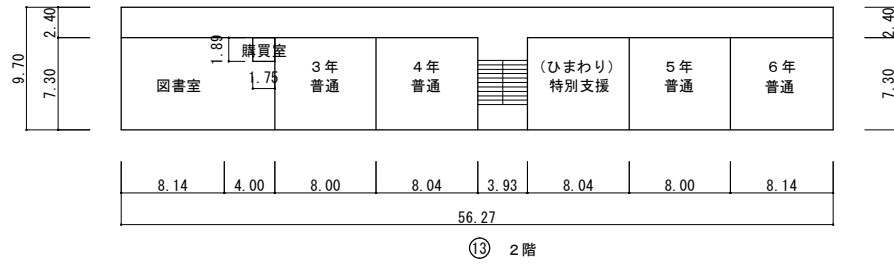 9.70
2.40
7.30
1.89
購買室
1.75
図書室
3年
普通
4年
普通
(ひまわり)
特別支援
5年
普通
6年
普通
2.40
7.30
8.14
4.00
8.00
8.04
3.93
8.04
8.00
8.14
56.27
⑬ 2階